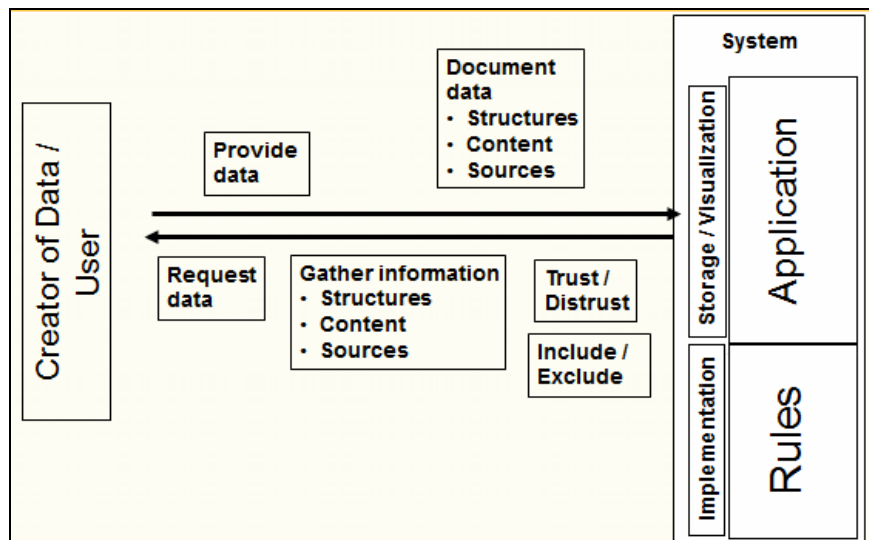 System
Document
data
• Structures
• Content
• Sources
Provide
data
Creator of Data /
User
Storage / Visualization
Application
Request
data
Gather information
• Structures
• Content
• Sources
Trust /
Distrust
Include /
Exclude
Implementation
Rules